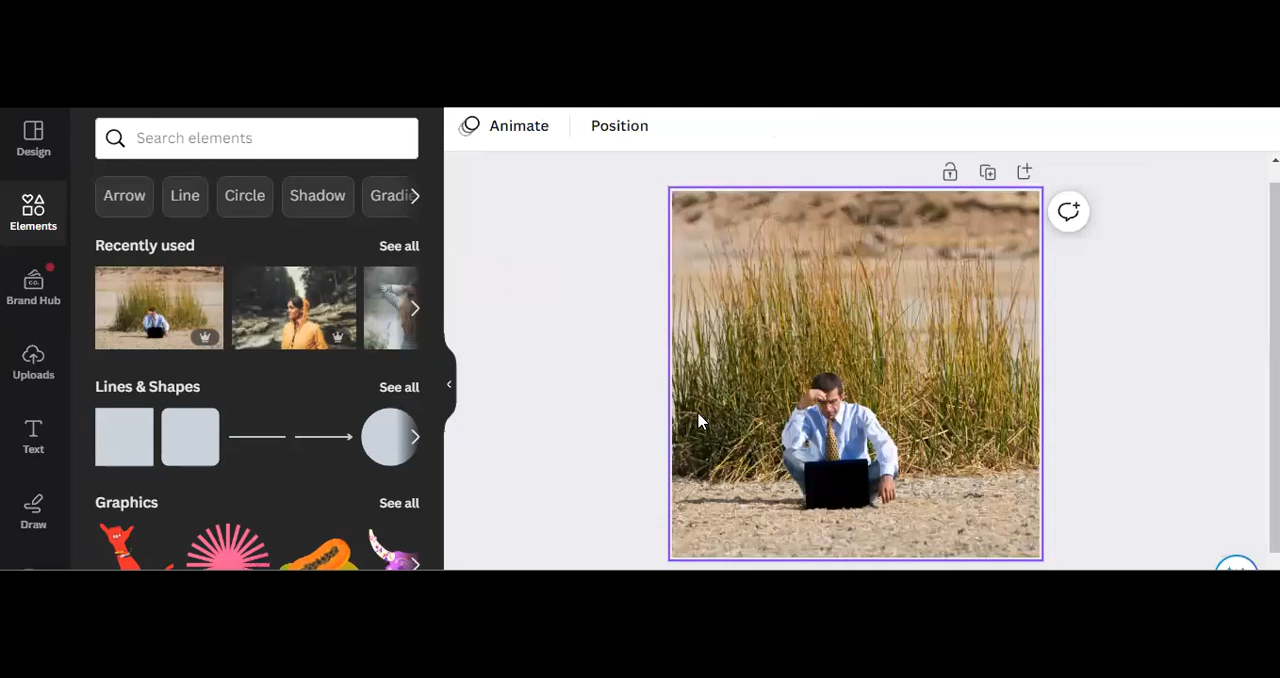 Design
Elements
Brand Hub
Uploads
Text
Draw
Search elements
Arrow
Line
Circle
Shadow
Gradie
Recently used
See all
Lines & Shapes
See all
Graphics
See all
Animate
Position